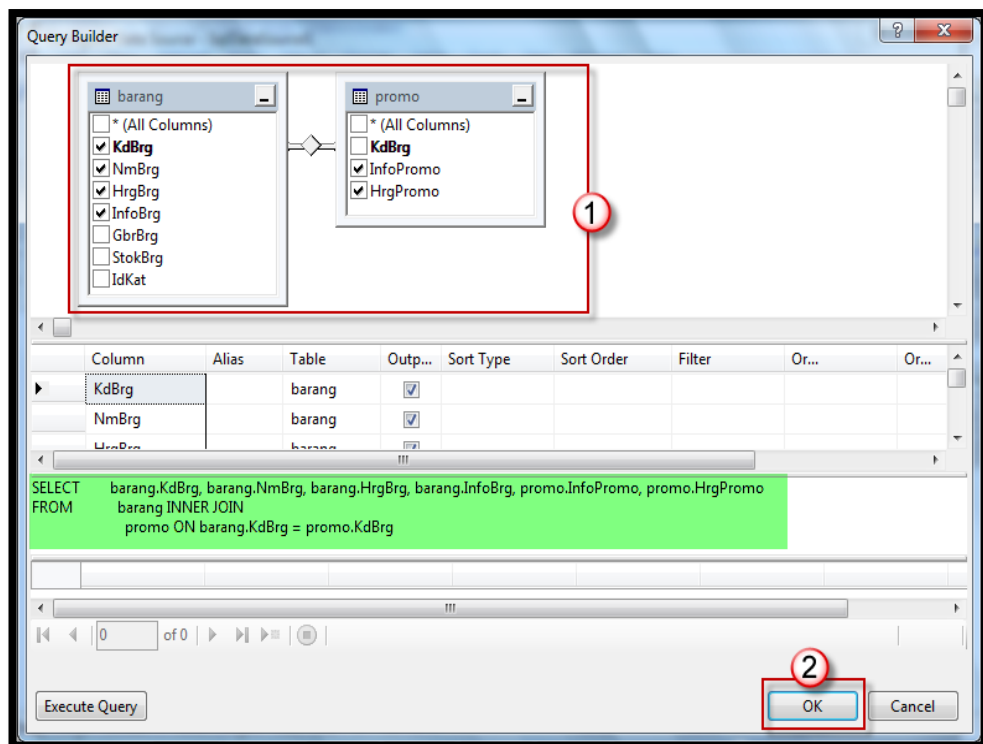 Query Builder
barang
* (All Columns)
KdBrg
NmBrg
HrgBrg
InfoBrg
GbrBrg
StokBrg
IdKat
promo
* (All Columns)
KdBrg
InfoPromo
HrgPromo
1
Column Alias Table Outp... Sort Type Sort Order Filter Or... Or...
KdBrg barang
NmBrg barang
HrgBrg barang
SELECT barang.KdBrg, barang.NmBrg, barang.HrgBrg, barang.InfoBrg, promo.InfoPromo, promo.HrgPromo
FROM barang INNER JOIN
promo ON barang.KdBrg = promo.KdBrg
0 of 0
2
Execute Query OK Cancel